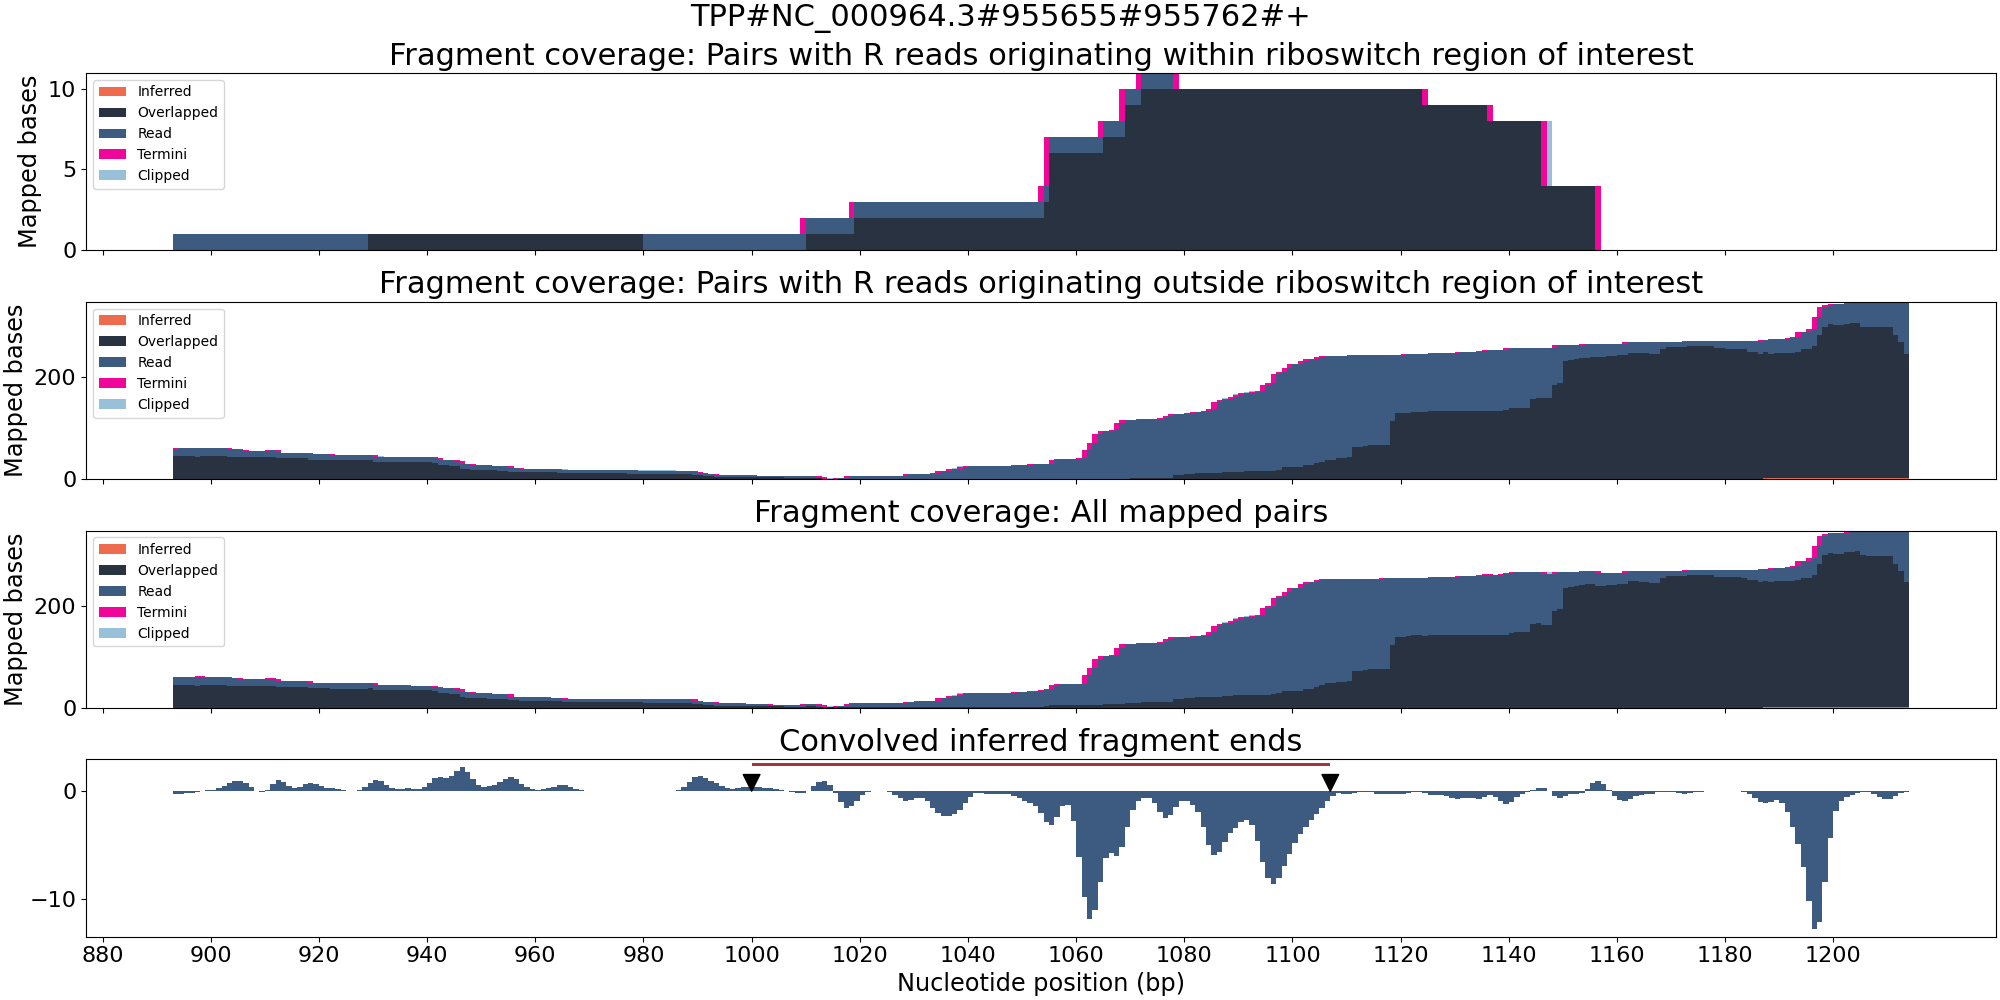 TPP#NC_000964.3#955655#955762#+
Fragment coverage: Pairs with R reads originating within riboswitch region of interest
Mapped bases
10
5
0
Inferred
Overlapped
Read
Termini
Clipped
Fragment coverage: Pairs with R reads originating outside riboswitch region of interest
Mapped bases
200
0
Inferred
Overlapped
Read
Termini
Clipped
Fragment coverage: All mapped pairs
Mapped bases
200
0
Inferred
Overlapped
Read
Termini
Clipped
Convolved inferred fragment ends
0
−10
880 900 920 940 960 980 1000 1020 1040 1060 1080 1100 1120 1140 1160 1180 1200
Nucleotide position (bp)